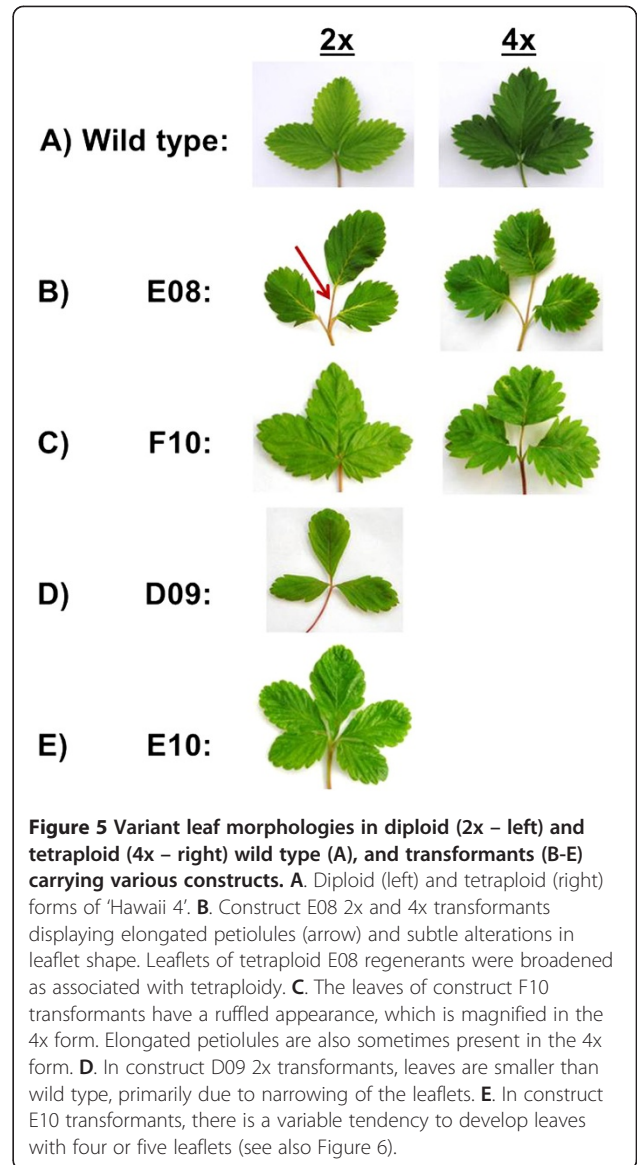 2x 4x
A) Wild type:
B) E08:
C) F10:
D) D09:
E) E10:
Figure 5 Variant leaf morphologies in diploid (2x – left) and
tetraploid (4x – right) wild type (A), and transformants (B-E)
carrying various constructs. A. Diploid (left) and tetraploid (right)
forms of ‘Hawaii 4’. B. Construct E08 2x and 4x transformants
displaying elongated petiolules (arrow) and subtle alterations in
leaflet shape. Leaflets of tetraploid E08 regenerants were broadened
as associated with tetraploidy. C. The leaves of construct F10
transformants have a ruffled appearance, which is magnified in the
4x form. Elongated petiolules are also sometimes present in the 4x
form. D. In construct D09 2x transformants, leaves are smaller than
wild type, primarily due to narrowing of the leaflets. E. In construct
E10 transformants, there is a variable tendency to develop leaves
with four or five leaflets (see also Figure 6).